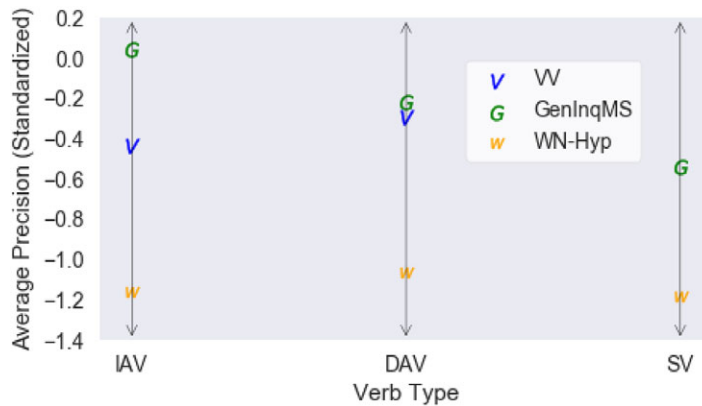 Average Precision (Standardized)
0.2
0.0
−0.2
−0.4
−0.6
−0.8
−1.0
−1.2
−1.4
G
V
w
G
V
w
G
w
V VV
G GenInqMS
w WN-Hyp
IAV DAV SV
Verb Type